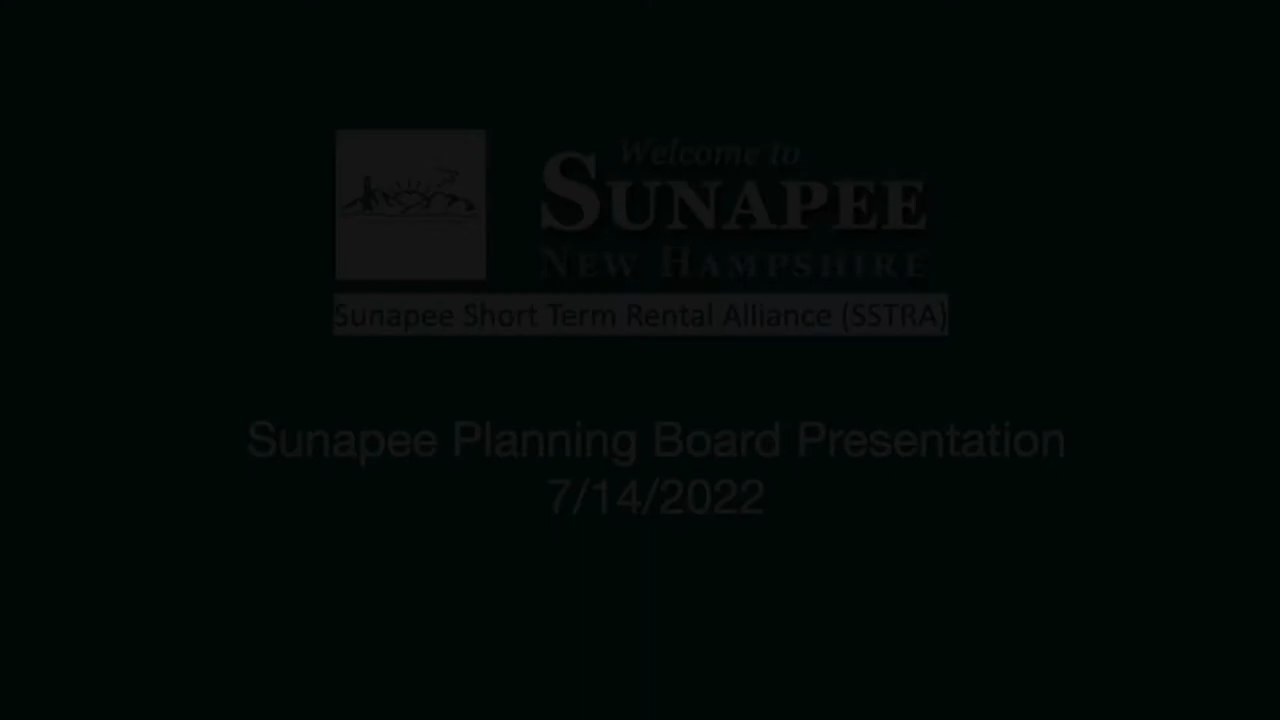 Welcome to
SUNAPEE
NEW HAMPSHIRE
Sunapee Short Term Rental Alliance (SSTRA)
Sunapee Planning Board Presentation
7/14/2022